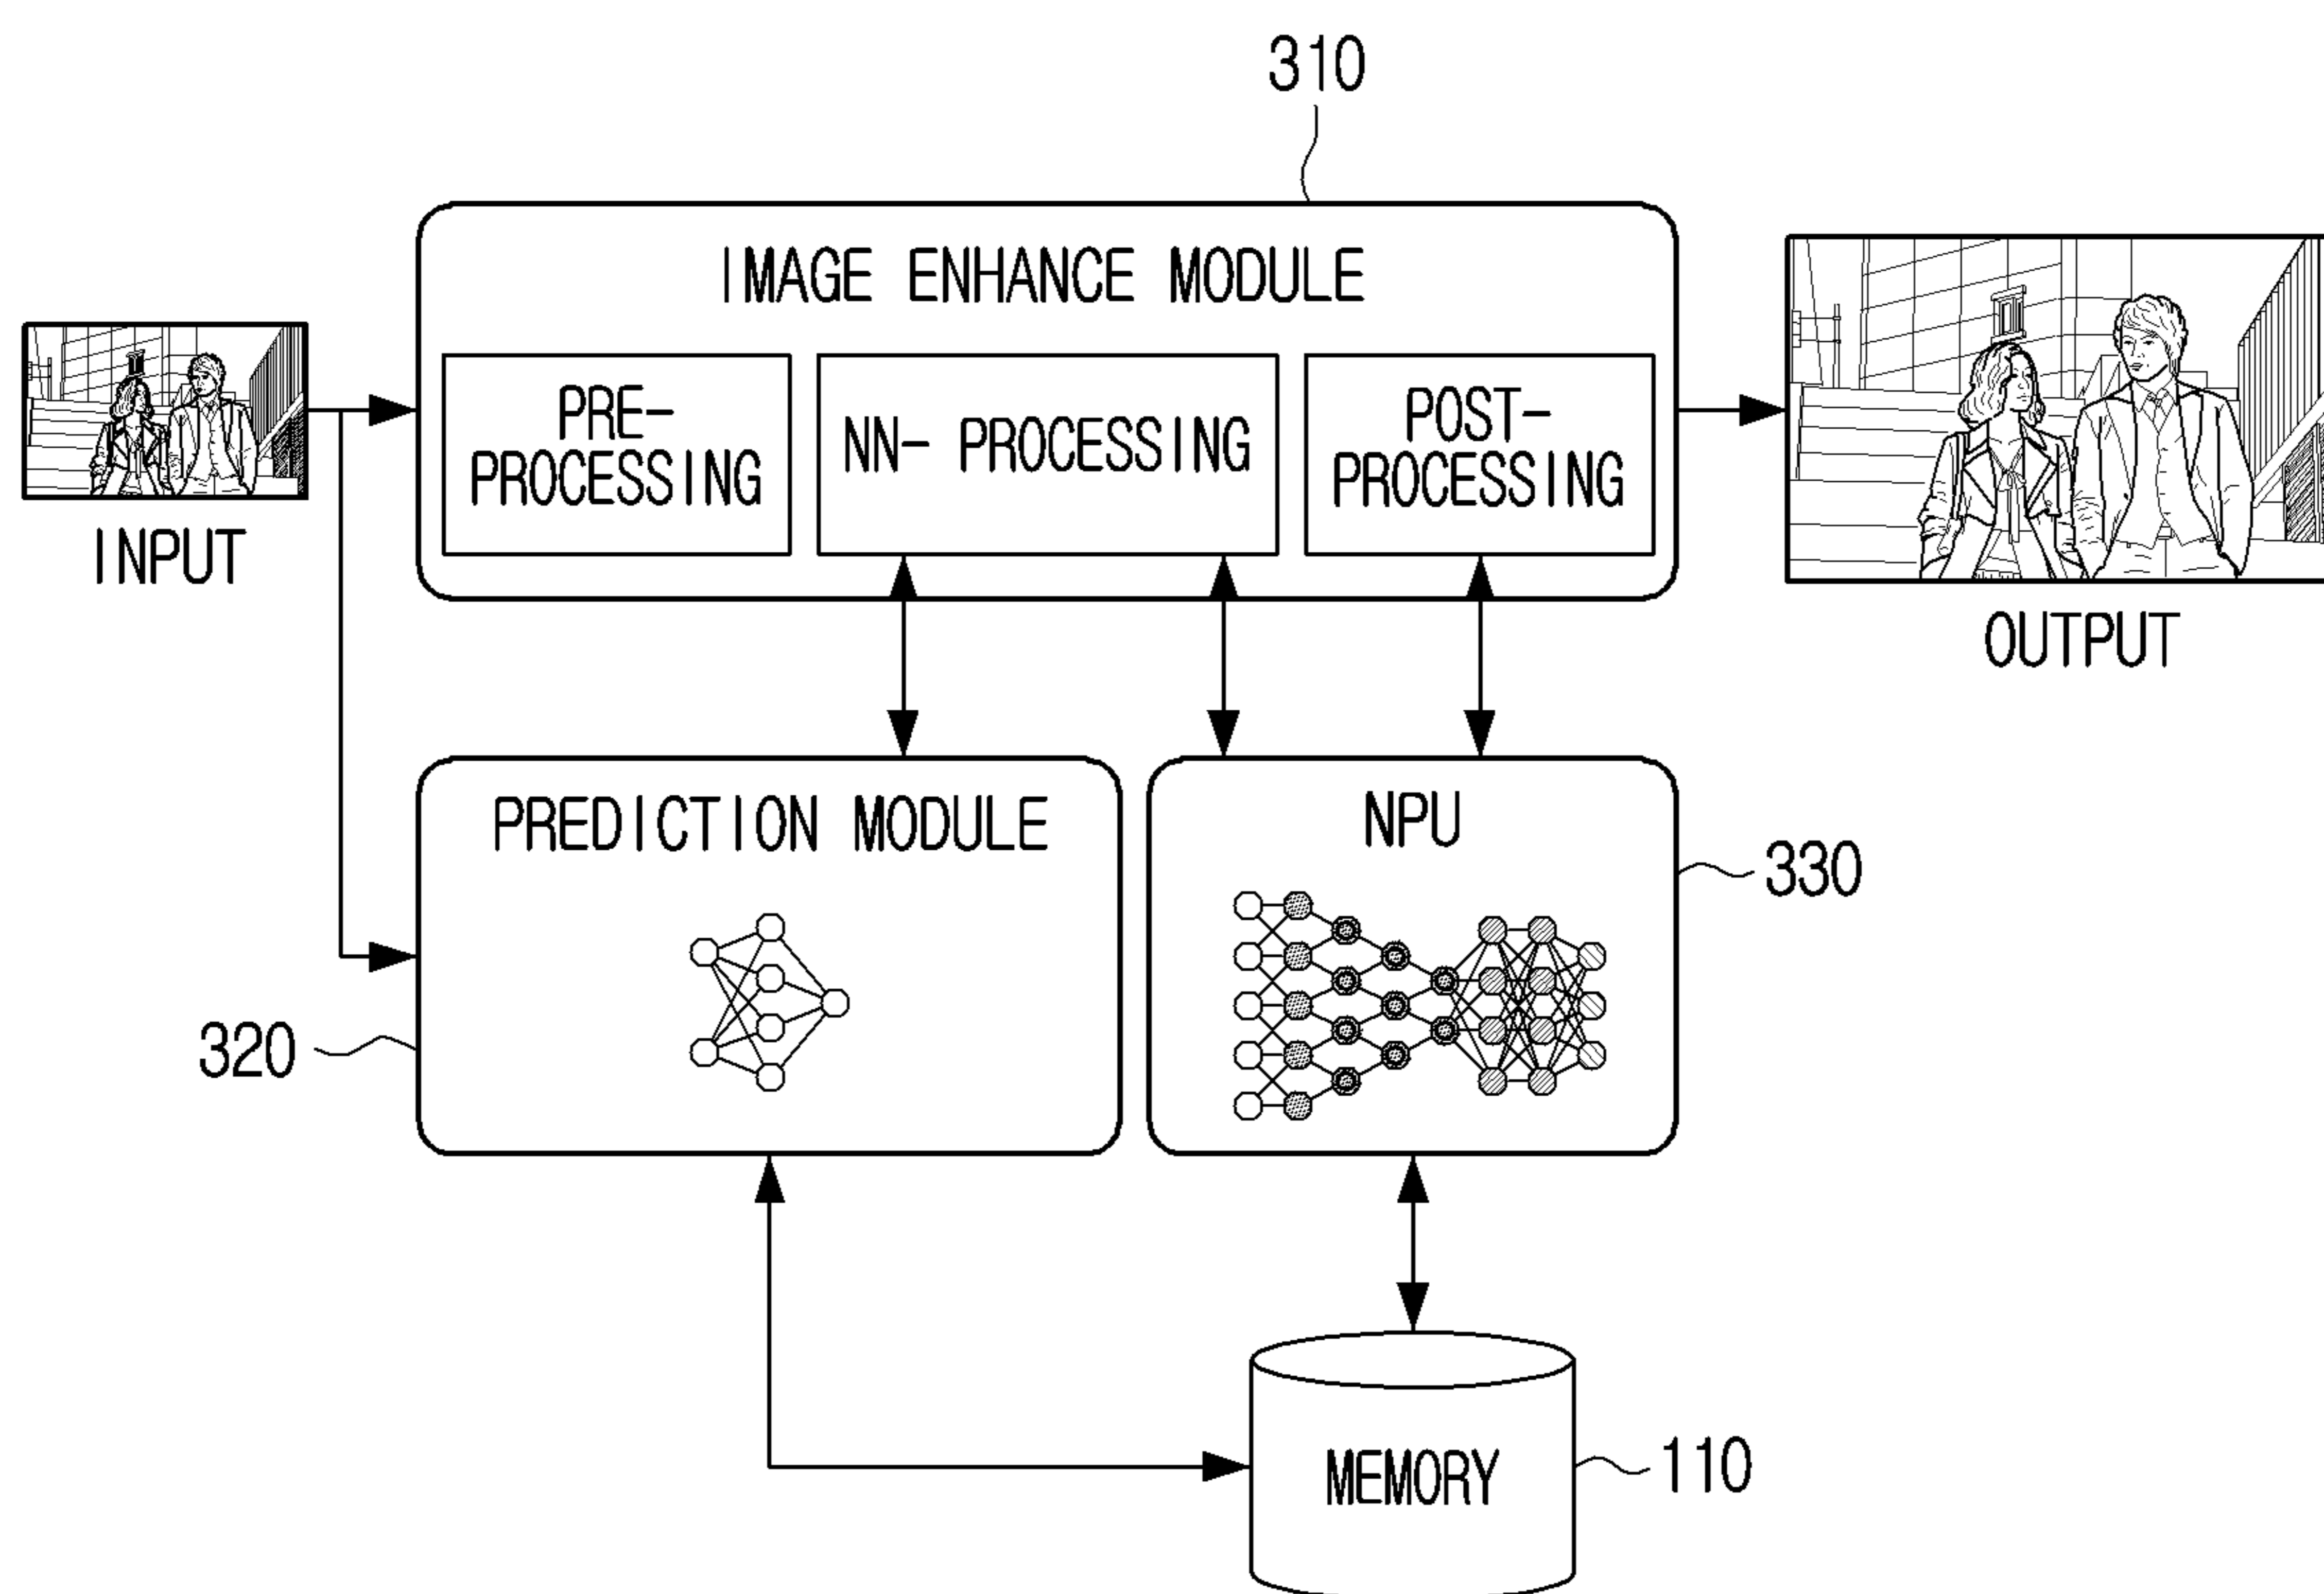 310
IMAGE ENHANCE MODULE
PRE-
PROCESSING
NN- PROCESSING
POST-
PROCESSING
INPUT
OUTPUT
PREDICTION MODULE
NPU
330
320
MEMORY
110